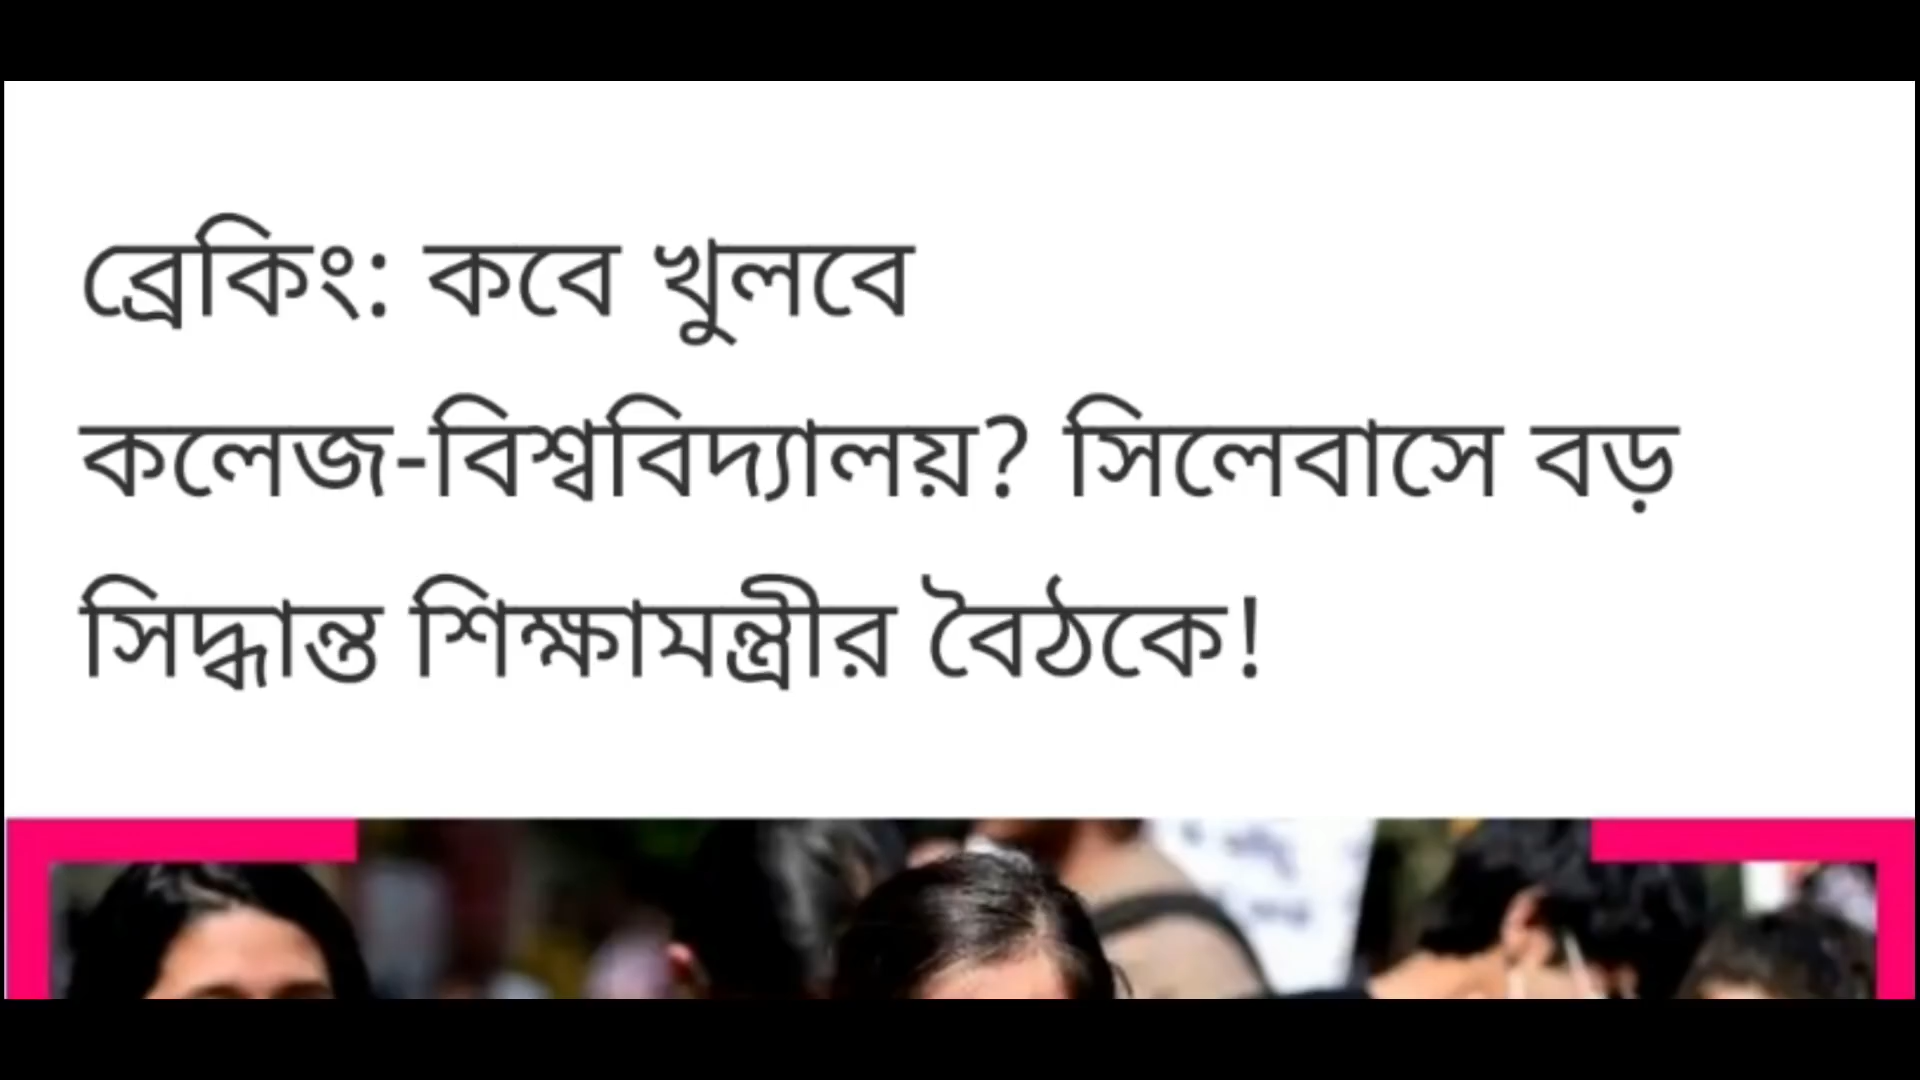 ব্রেকিং: কবে খুলবে
কলেজ-বিশ্ববিদ্যালয়? সিলেবাসে বড়
সিদ্ধান্ত শিক্ষামন্ত্রীর বৈঠকে!